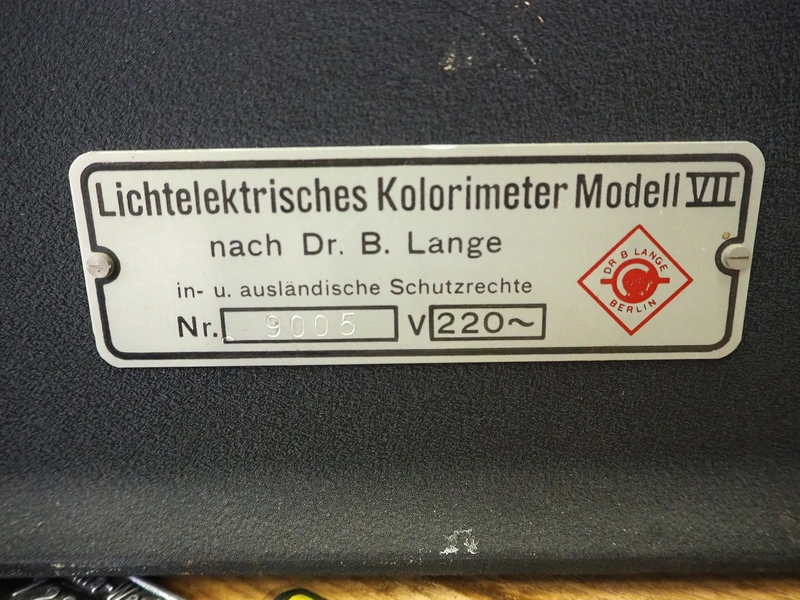 Lichtelektrisches Kolorimeter Modell VII
nach Dr. B. Lange
in- u. ausländische Schutzrechte
Nr. 9005 V 220~
DR B LANGE
BERLIN